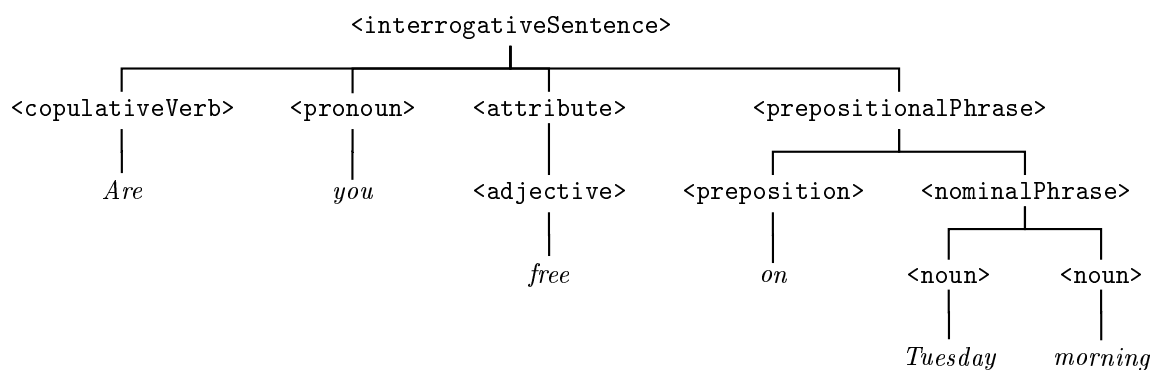 <interrogativeSentence>
<copulativeVerb> <pronoun> <attribute> <prepositionalPhrase>
Are you <adjective> <preposition> <nominalPhrase>
free on <noun> <noun>
Tuesday morning